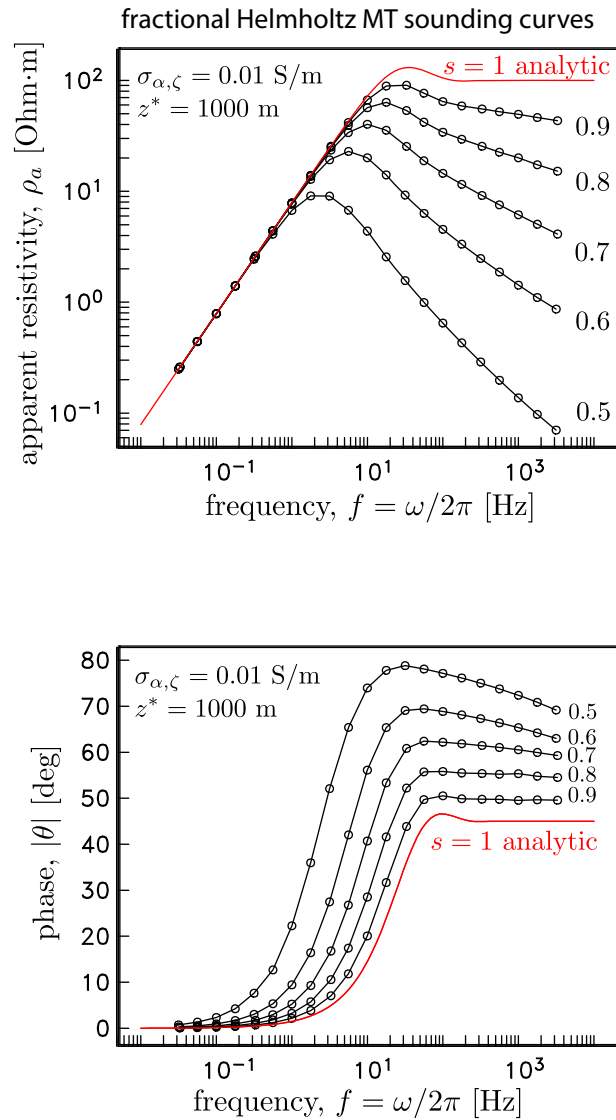 fractional Helmholtz MT sounding curves
σα,ζ = 0.01 S/m
z* = 1000 m
s = 1 analytic
0.9
0.8
0.7
0.6
0.5
10²
10¹
10⁰
10⁻¹
apparent resistivity, ρₐ [Ohm·m]
10⁻¹ 10¹ 10³
frequency, f = ω/2π [Hz]
σα,ζ = 0.01 S/m
z* = 1000 m
0.5
0.6
0.7
0.8
0.9
s = 1 analytic
80
70
60
50
40
30
20
10
0
phase, |θ| [deg]
10⁻¹ 10¹ 10³
frequency, f = ω/2π [Hz]